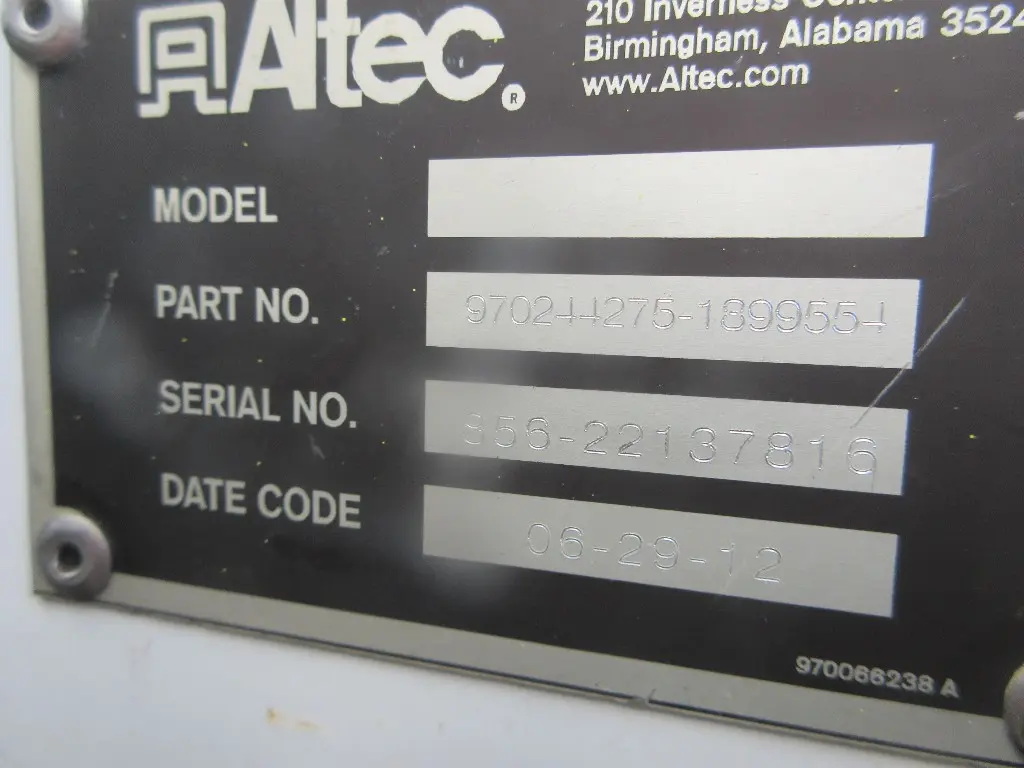 Altec®
210 Inverness Center
Birmingham, Alabama 3524
www.Altec.com
MODEL
PART NO. 970244275-1899554
SERIAL NO. 356-22137816
DATE CODE 06-29-12
970066238 A